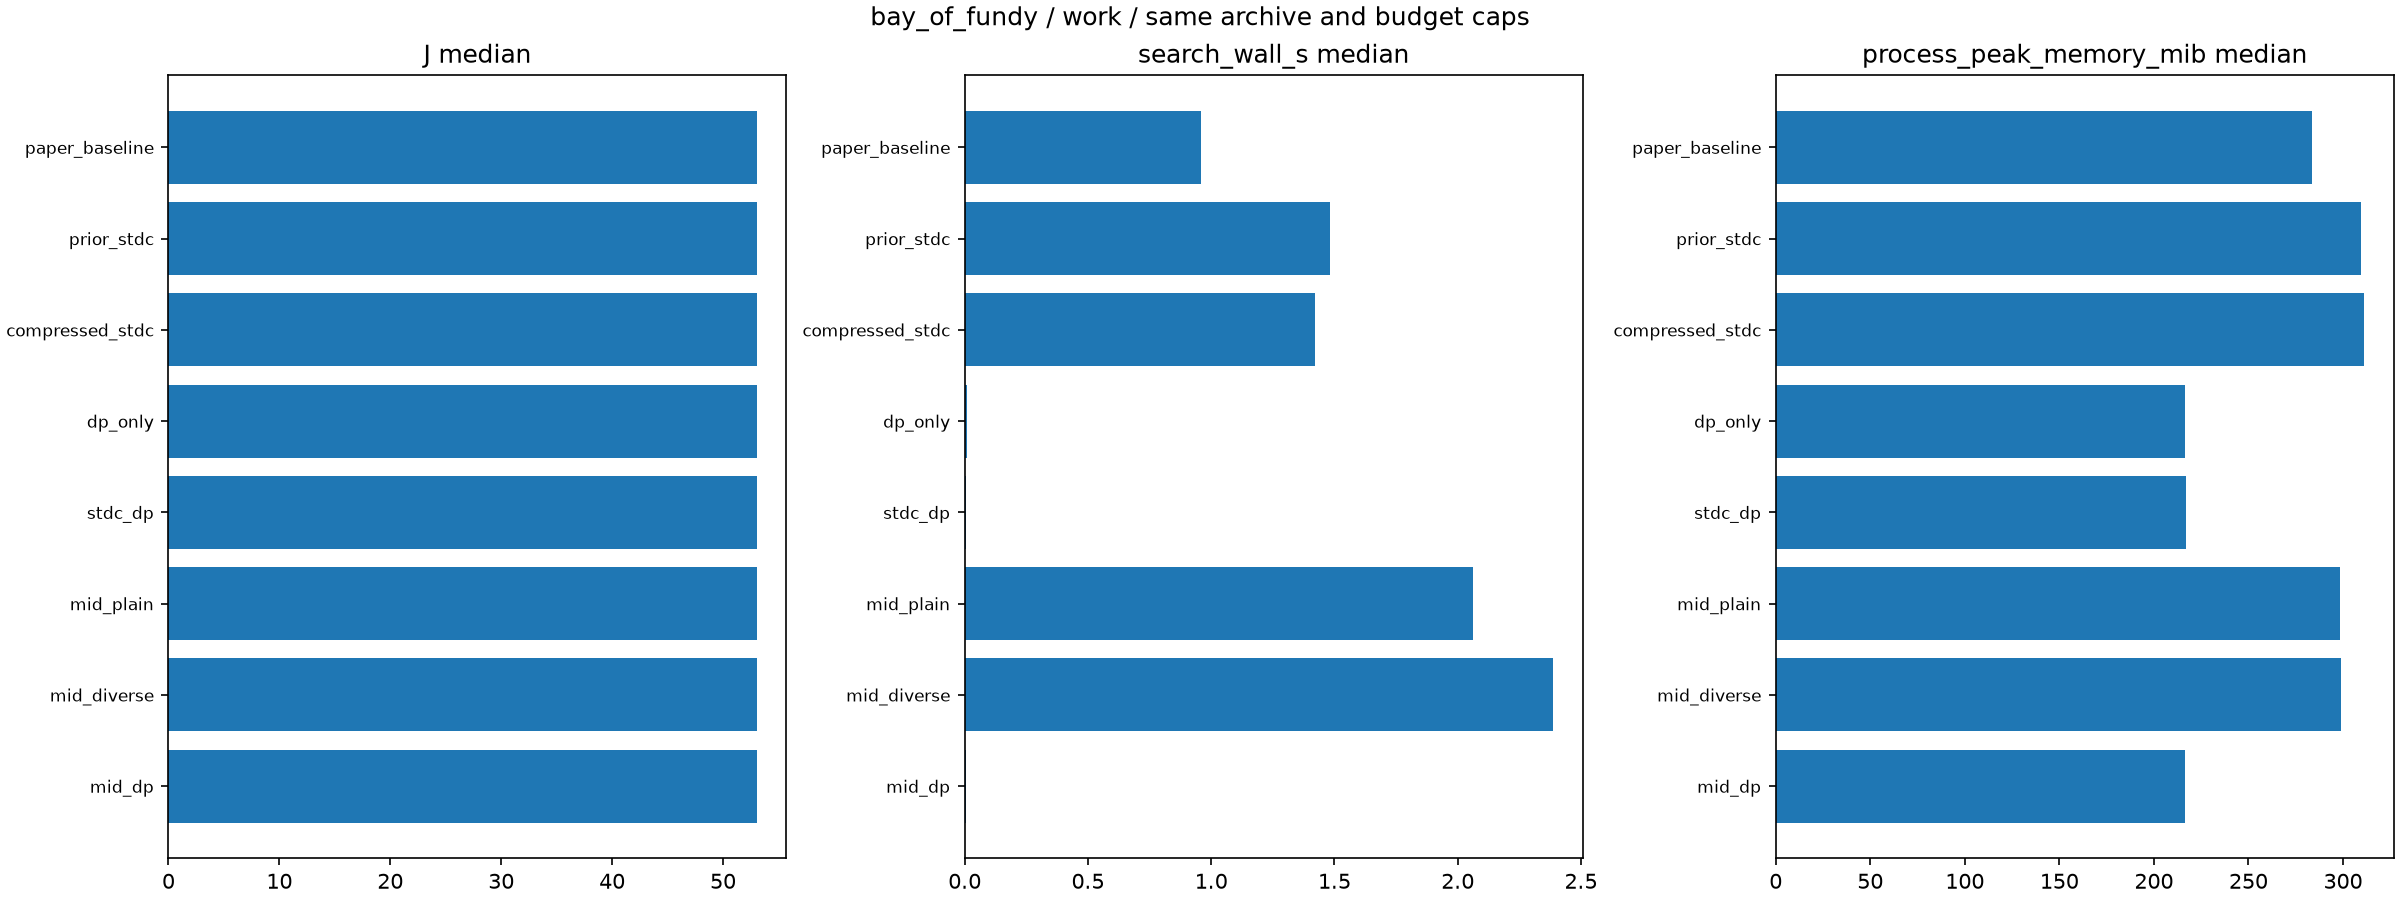 bay_of_fundy / work / same archive and budget caps
J median
paper_baseline
prior_stdc
compressed_stdc
dp_only
stdc_dp
mid_plain
mid_diverse
mid_dp
0 10 20 30 40 50
search_wall_s median
paper_baseline
prior_stdc
compressed_stdc
dp_only
stdc_dp
mid_plain
mid_diverse
mid_dp
0.0 0.5 1.0 1.5 2.0 2.5
process_peak_memory_mib median
paper_baseline
prior_stdc
compressed_stdc
dp_only
stdc_dp
mid_plain
mid_diverse
mid_dp
0 50 100 150 200 250 300